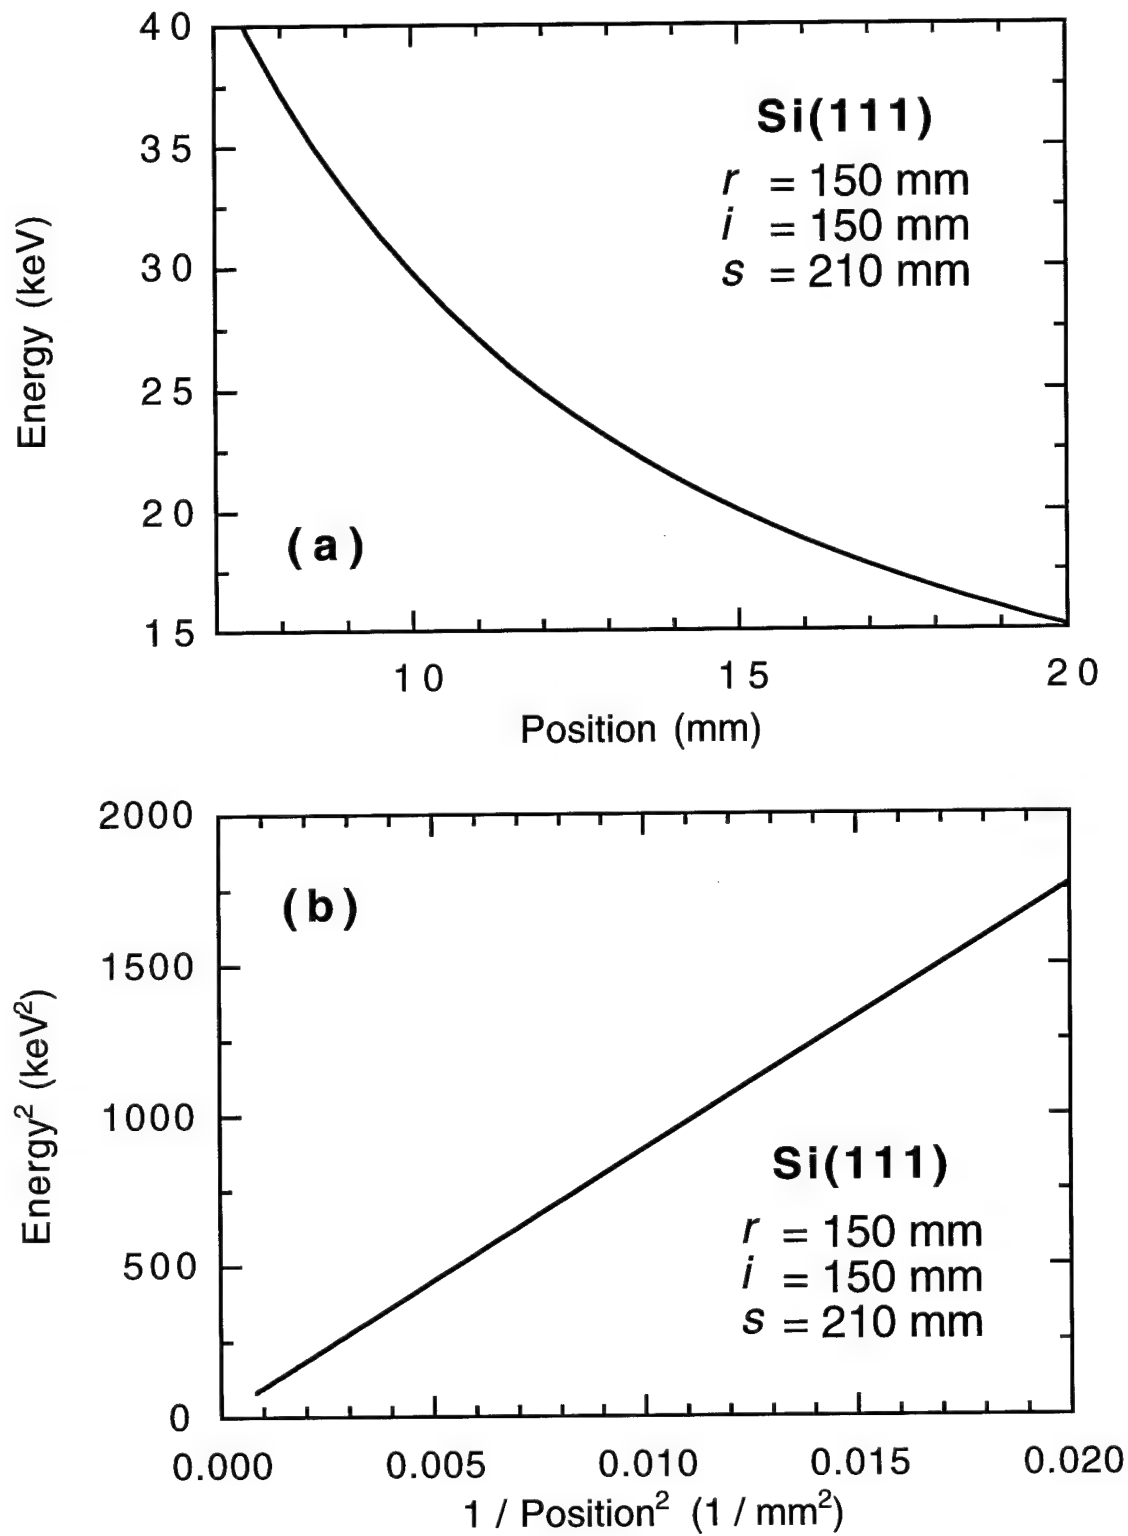 40
35
30
25
20
15
Energy (keV)
Si(111)
r = 150 mm
i = 150 mm
s = 210 mm
(a)
10 15 20
Position (mm)
2000
1500
1000
500
0
Energy² (keV²)
(b)
Si(111)
r = 150 mm
i = 150 mm
s = 210 mm
0.000 0.005 0.010 0.015 0.020
1 / Position² (1 / mm²)